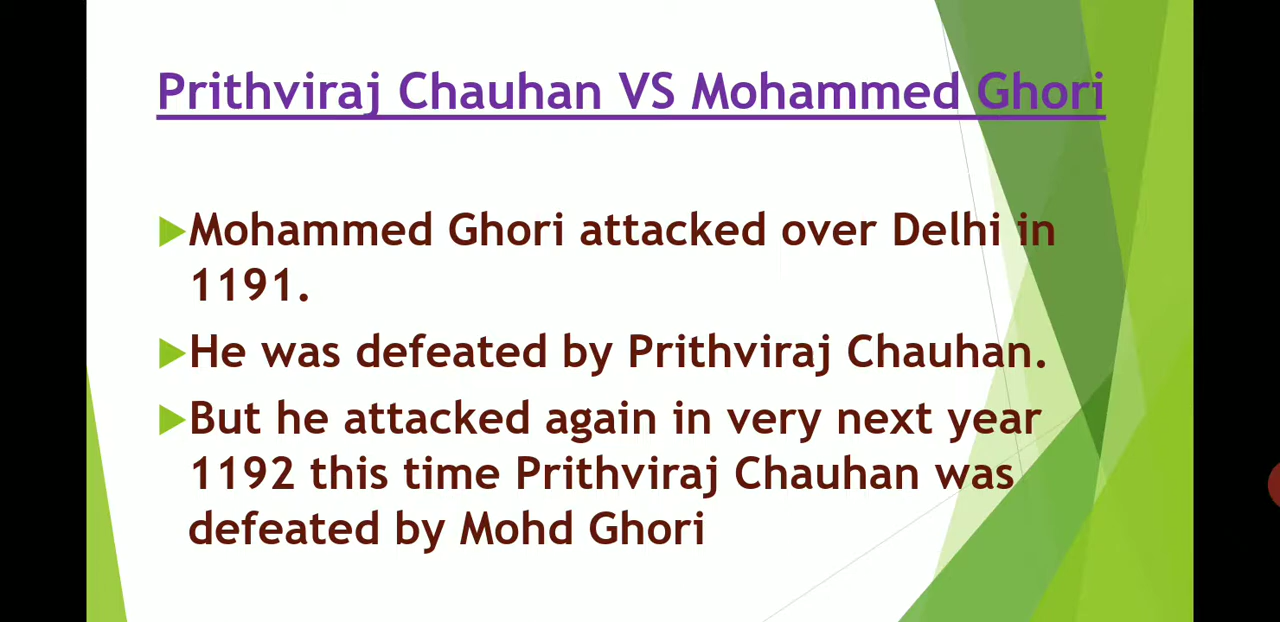 Prithviraj Chauhan VS Mohammed Ghori
Mohammed Ghori attacked over Delhi in
1191.
He was defeated by Prithviraj Chauhan.
But he attacked again in very next year
1192 this time Prithviraj Chauhan was
defeated by Mohd Ghori